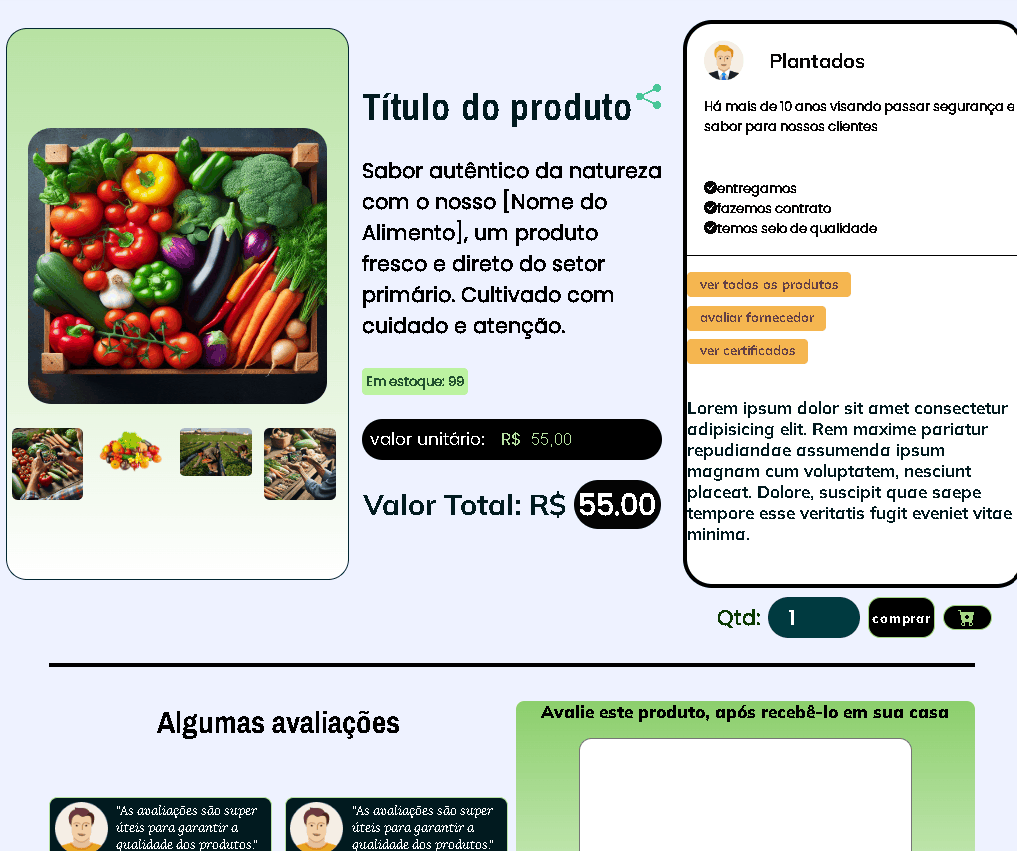 Título do produto
Sabor autêntico da natureza
com o nosso [Nome do
Alimento], um produto
fresco e direto do setor
primário. Cultivado com
cuidado e atenção.
Em estoque: 99
valor unitário: R$ 55,00
Valor Total: R$ 55.00
Plantados
Há mais de 10 anos visando passar segurança e
sabor para nossos clientes
entregamos
fazemos contrato
temos selo de qualidade
ver todos os produtos
avaliar fornecedor
ver certificados
Lorem ipsum dolor sit amet consectetur
adipisicing elit. Rem maxime pariatur
repudiandae assumenda ipsum
magnam cum voluptatem, nesciunt
placeat. Dolore, suscipit quae saepe
tempore esse veritatis fugit eveniet vitae
minima.
Qtd: 1 comprar
Algumas avaliações
"As avaliações são super
úteis para garantir a
qualidade dos produtos."
"As avaliações são super
úteis para garantir a
qualidade dos produtos."
Avalie este produto, após recebê-lo em sua casa